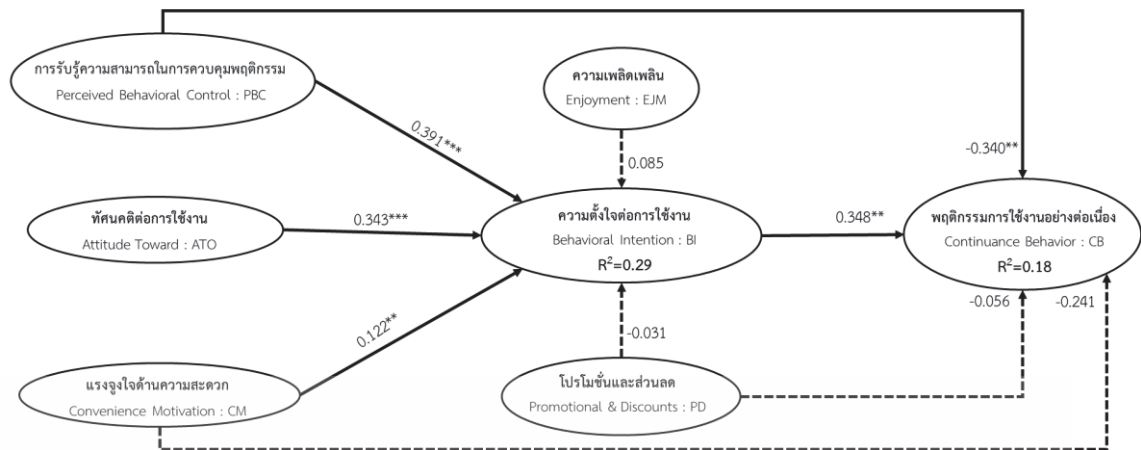 การรับรู้ความสามารถในการควบคุมพฤติกรรม
Perceived Behavioral Control : PBC
ความเพลิดเพลิน
Enjoyment : EJM
0.391***
0.085
-0.340**
ทัศนคติต่อการใช้งาน
Attitude Toward : ATO
0.343***
ความตั้งใจต่อการใช้งาน
Behavioral Intention : BI
R²=0.29
0.348**
พฤติกรรมการใช้งานอย่างต่อเนื่อง
Continuance Behavior : CB
R²=0.18
-0.056
-0.241
0.122**
-0.031
แรงจูงใจด้านความสะดวก
Convenience Motivation : CM
โปรโมชั่นและส่วนลด
Promotional & Discounts : PD